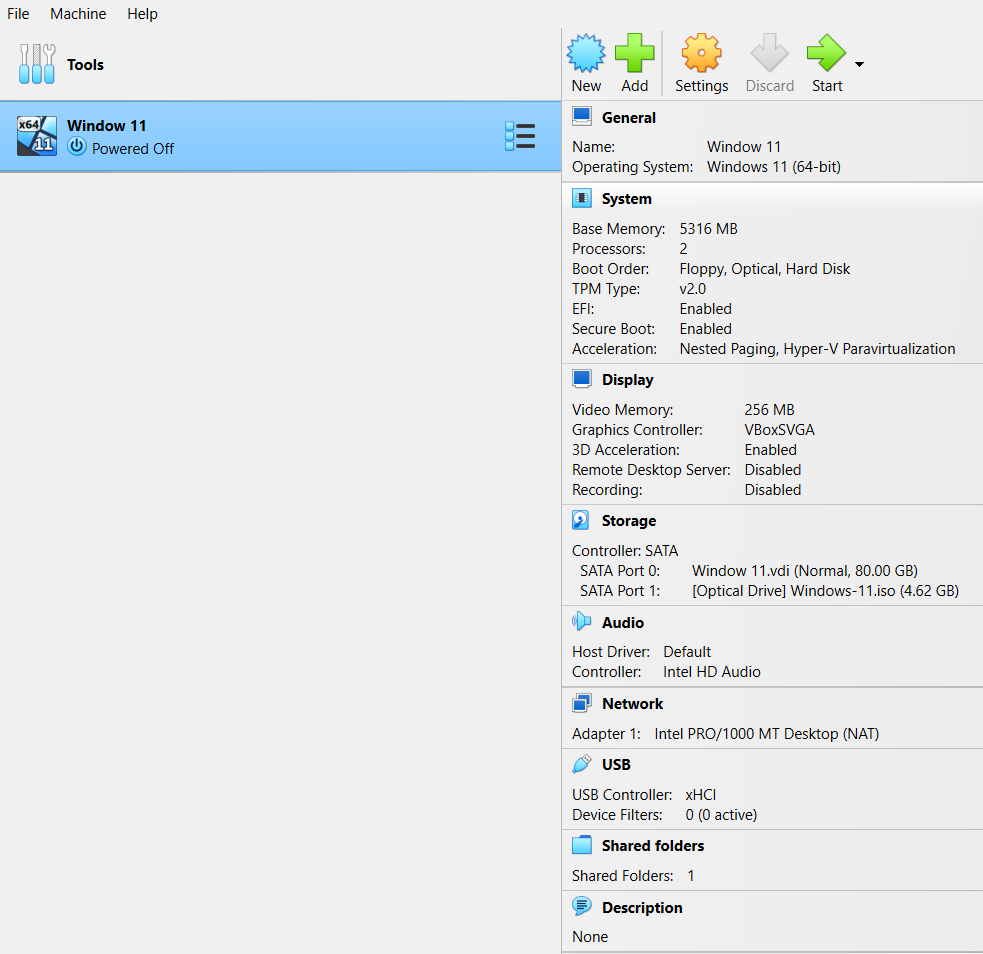 File Machine Help
Tools
New Add Settings Discard Start
x64 11
Window 11
Powered Off
General
Name: Window 11
Operating System: Windows 11 (64-bit)
System
Base Memory: 5316 MB
Processors: 2
Boot Order: Floppy, Optical, Hard Disk
TPM Type: v2.0
EFI: Enabled
Secure Boot: Enabled
Acceleration: Nested Paging, Hyper-V Paravirtualization
Display
Video Memory: 256 MB
Graphics Controller: VBoxSVGA
3D Acceleration: Enabled
Remote Desktop Server: Disabled
Recording: Disabled
Storage
Controller: SATA
SATA Port 0: Window 11.vdi (Normal, 80.00 GB)
SATA Port 1: [Optical Drive] Windows-11.iso (4.62 GB)
Audio
Host Driver: Default
Controller: Intel HD Audio
Network
Adapter 1: Intel PRO/1000 MT Desktop (NAT)
USB
USB Controller: xHCI
Device Filters: 0 (0 active)
Shared folders
Shared Folders: 1
Description
None